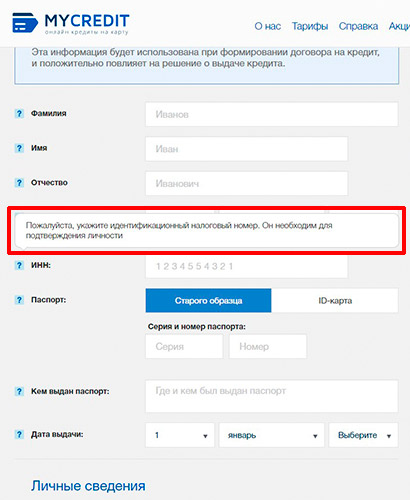 MYCREDIT
онлайн кредиты на карту
О нас Тарифы Справка Акци
Эта информация будет использована при формировании договора на кредит,
и положительно повлияет на решение о выдаче кредита.
? Фамилия Иванов
? Имя Иван
? Отчество Иванович
Пожалуйста, укажите идентификационный налоговый номер. Он необходим для
подтверждения личности
? ИНН: 1 2 3 4 5 5 4 3 2 1
? Паспорт: Старого образца ID-карта
Серия и номер паспорта:
Серия Номер
? Кем выдан паспорт: Где и кем был выдан паспорт
? Дата выдачи: 1 январь Выберите
Личные сведения